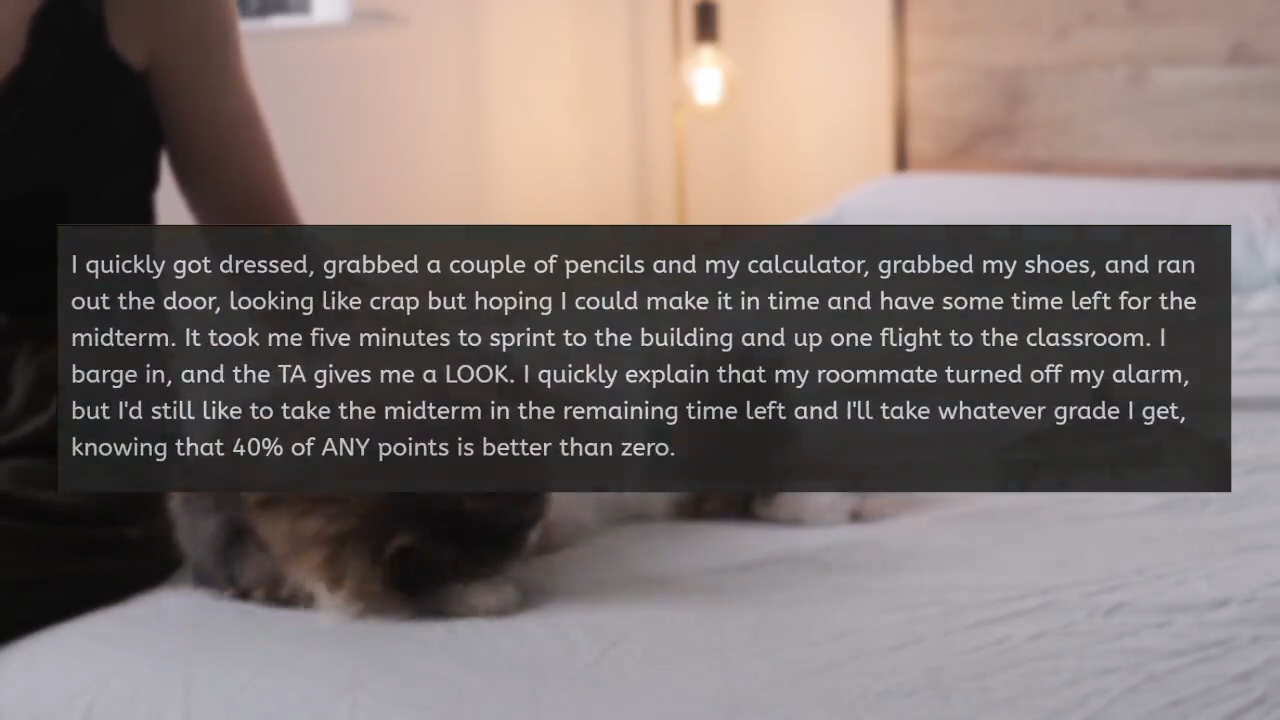 I quickly got dressed, grabbed a couple of pencils and my calculator, grabbed my shoes, and ran
out the door, looking like crap but hoping I could make it in time and have some time left for the
midterm. It took me five minutes to sprint to the building and up one flight to the classroom. I
barge in, and the TA gives me a LOOK. I quickly explain that my roommate turned off my alarm,
but I'd still like to take the midterm in the remaining time left and I'll take whatever grade I get,
knowing that 40% of ANY points is better than zero.